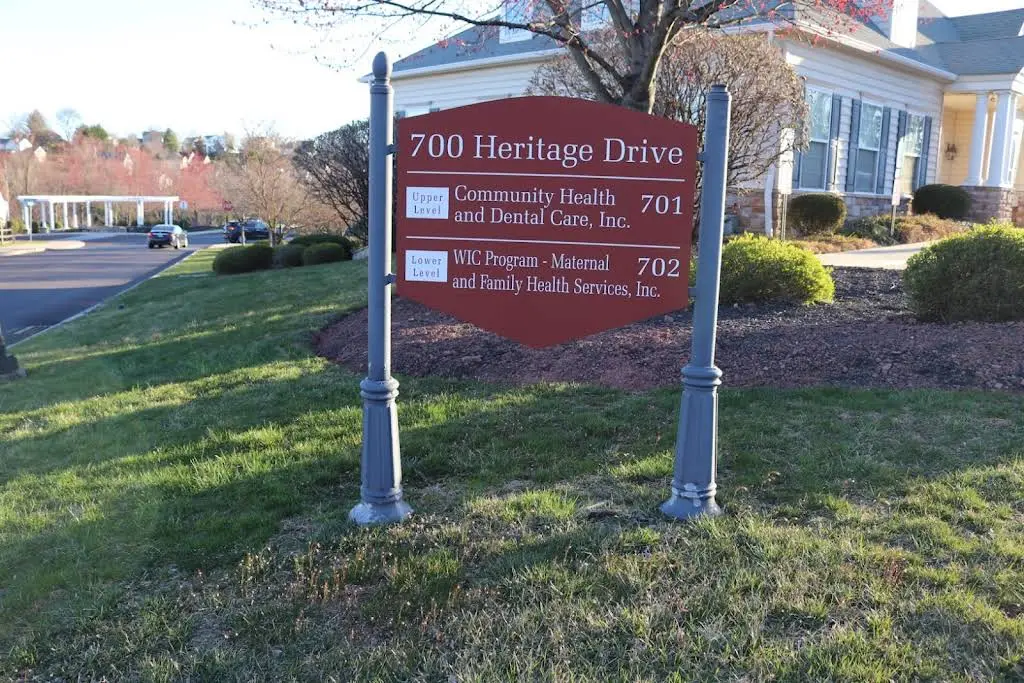 700 Heritage Drive
Upper
Level
Community Health
and Dental Care, Inc.
701
Lower
Level
WIC Program - Maternal
and Family Health Services, Inc.
702